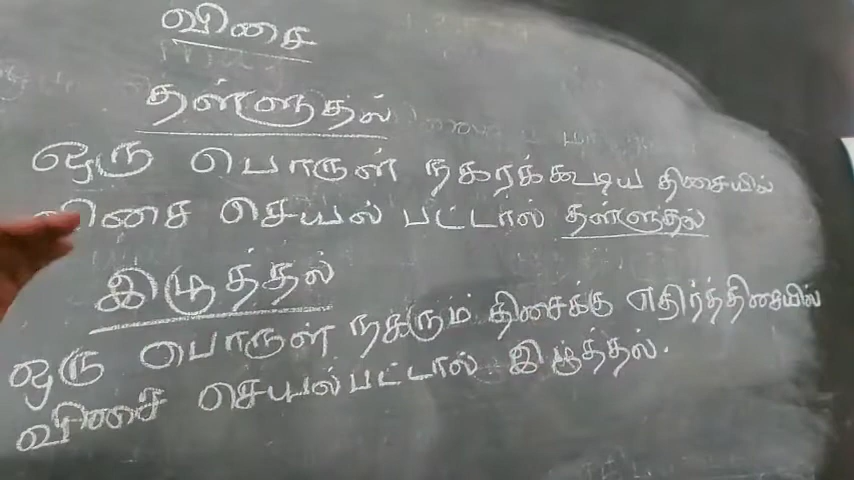 விசை
தள்ளுதல்
ஒரு பொருள் நகரக்கூடிய திசையில்
விசை செயல் பட்டால் தள்ளுதல்
இழுத்தல்
ஒரு பொருள் நகரும் திசைக்கு எதிர்த்திசையில்
விசை செயல்பட்டால் இழுத்தல்.